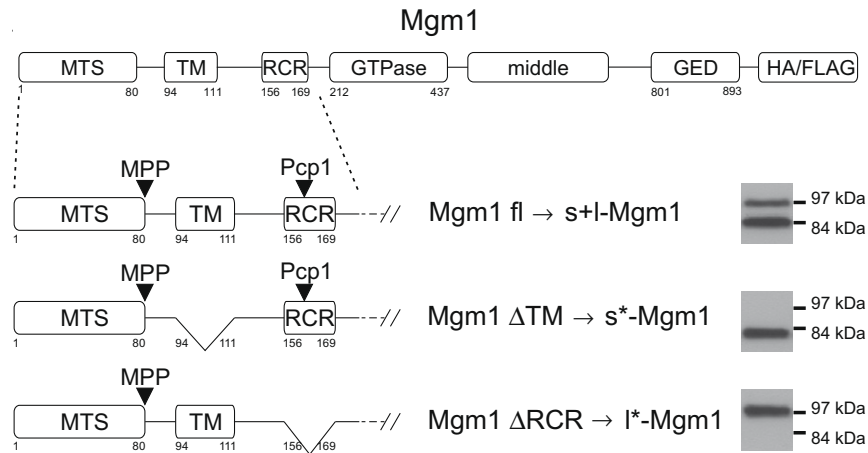 Mgm1
MTS TM RCR GTPase middle GED HA/FLAG
1 80 94 111 156 169 212 437 801 893
MPP Pcp1
MTS TM RCR // Mgm1 fl → s+l-Mgm1 97 kDa
84 kDa
1 80 94 111 156 169
MPP Pcp1
97 kDa
MTS RCR // Mgm1 ΔTM → s*-Mgm1 84 kDa
1 80 94 111 156 169
MPP
MTS TM // Mgm1 ΔRCR → l*-Mgm1 97 kDa
84 kDa
1 80 94 111 156 169